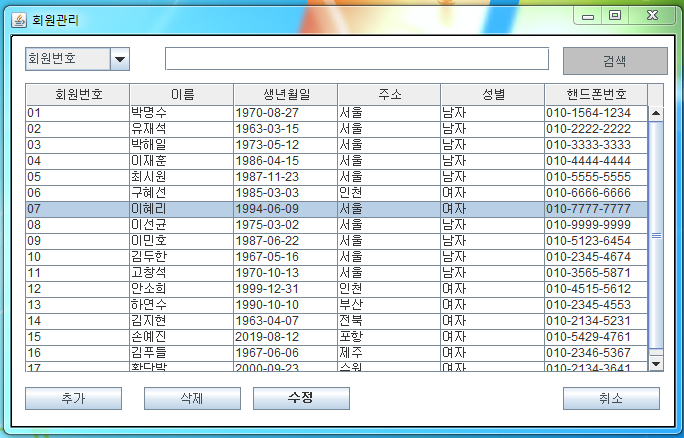 회원관리
회원번호 검색
회원번호 이름 생년월일 주소 성별 핸드폰번호
01 박명수 1970-08-27 서울 남자 010-1564-1234
02 유재석 1963-03-15 서울 남자 010-2222-2222
03 박해일 1973-05-12 서울 남자 010-3333-3333
04 이재훈 1986-04-15 서울 남자 010-4444-4444
05 최시원 1987-11-23 서울 남자 010-5555-5555
06 구혜선 1985-03-03 인천 여자 010-6666-6666
07 이혜리 1994-06-09 서울 여자 010-7777-7777
08 이선균 1975-03-02 서울 남자 010-9999-9999
09 이민호 1987-06-22 서울 남자 010-5123-6454
10 김두한 1967-05-16 서울 남자 010-2345-4674
11 고창석 1970-10-13 서울 남자 010-3565-5871
12 안소희 1999-12-31 인천 여자 010-4515-5612
13 하연수 1990-10-10 부산 여자 010-2345-4553
14 김지현 1963-04-07 전북 여자 010-2134-5231
15 손예진 2019-08-12 포항 여자 010-5429-4761
16 김푸들 1967-06-06 제주 여자 010-2346-5367
17 황단박 2000-09-23 수원 여자 010-2134-3641
추가 삭제 수정 취소